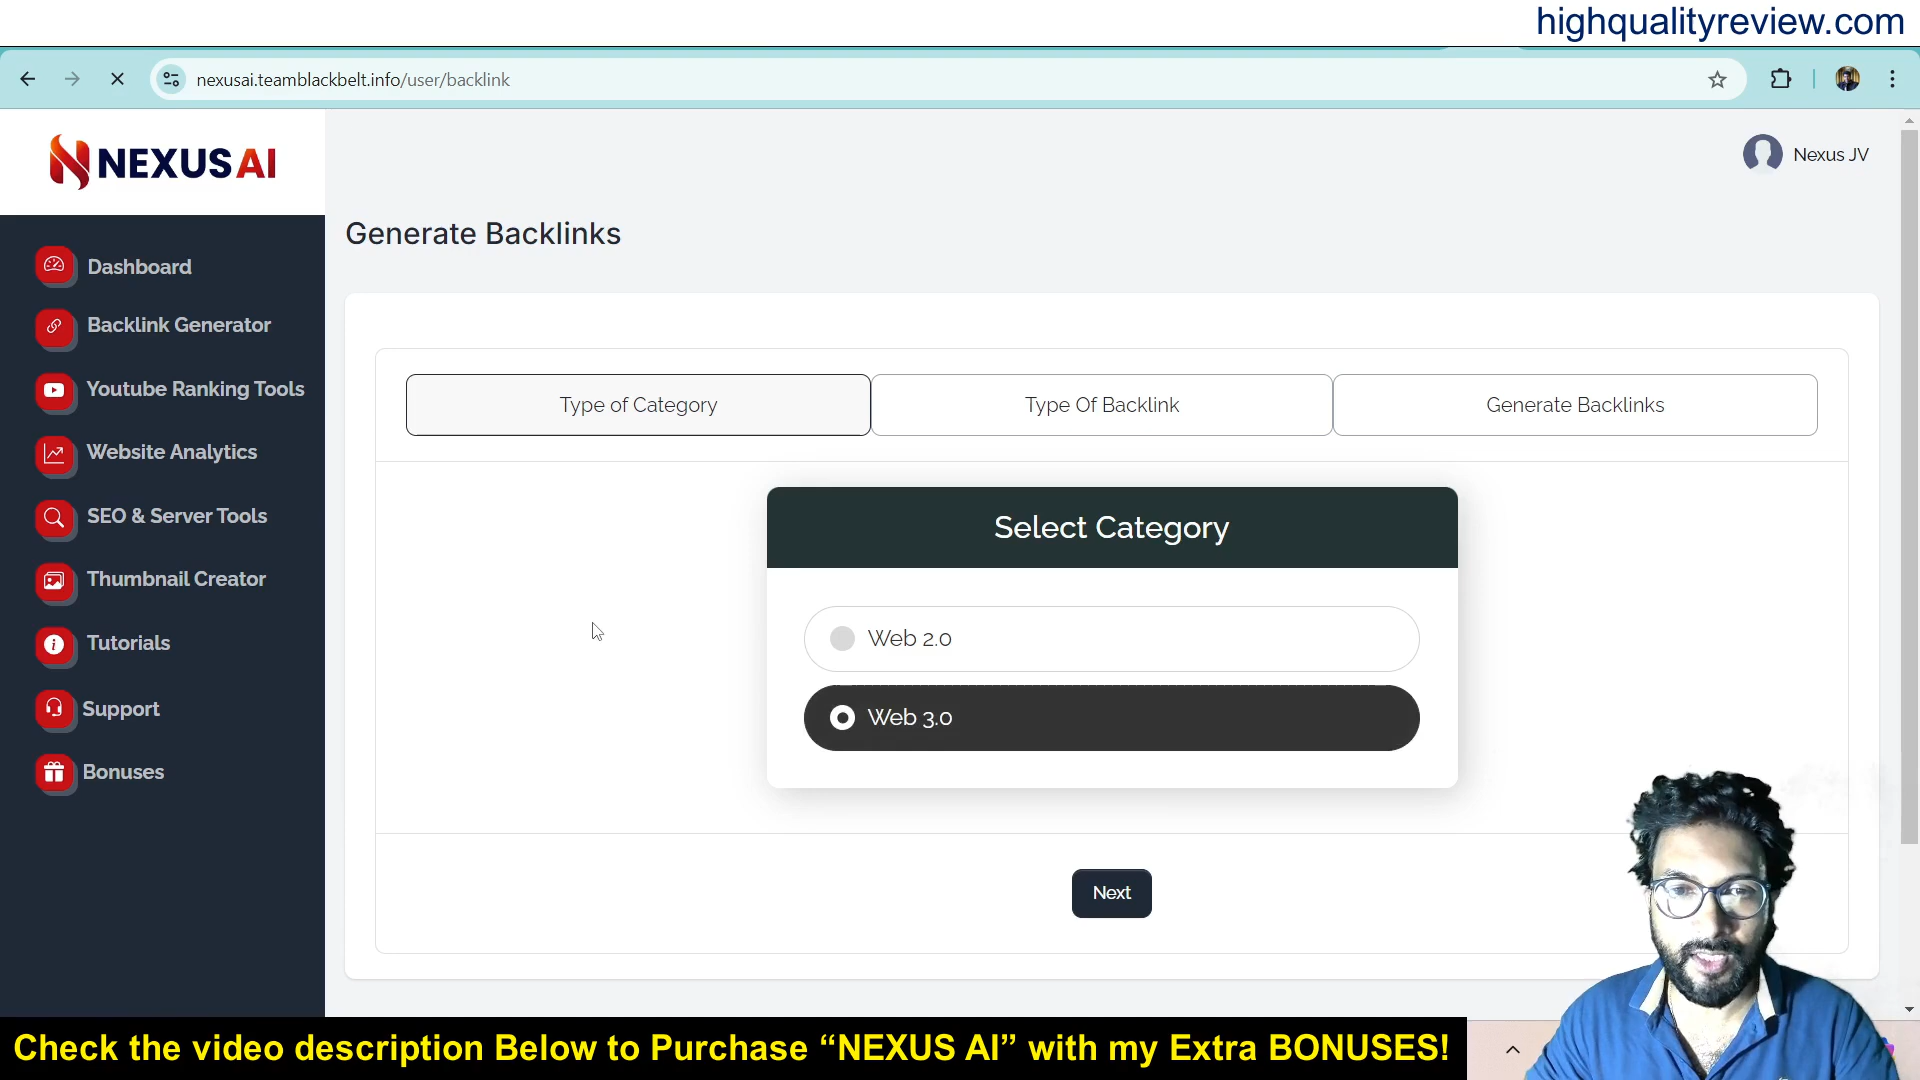 highqualityreview.com
nexusai.teamblackbelt.info/user/backlink
NEXUS AI
Nexus JV
Generate Backlinks
Dashboard
Backlink Generator
Youtube Ranking Tools
Website Analytics
SEO & Server Tools
Thumbnail Creator
Tutorials
Support
Bonuses
Type of Category
Type Of Backlink
Generate Backlinks
Select Category
Web 2.0
Web 3.0
Next
Check the video description Below to Purchase “NEXUS AI” with my Extra BONUSES!